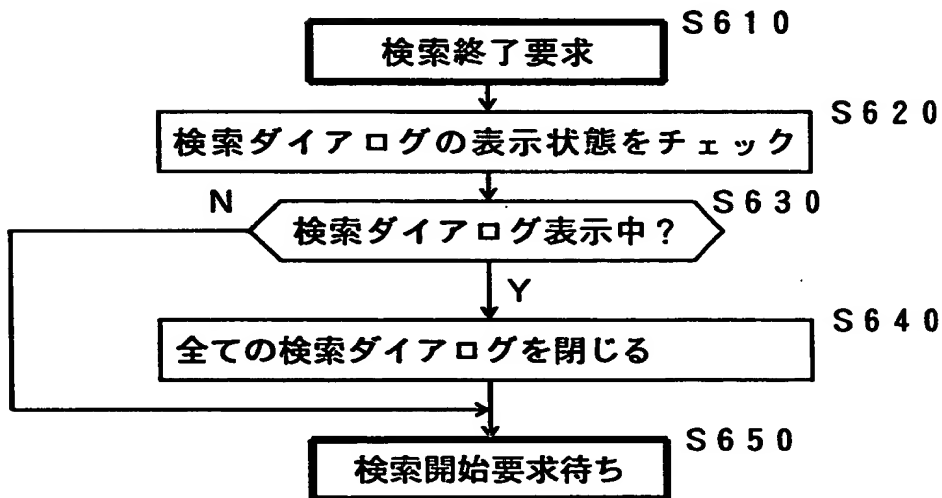 S610
検索終了要求
S620
検索ダイアログの表示状態をチェック
N
S630
検索ダイアログ表示中?
Y
S640
全ての検索ダイアログを閉じる
S650
検索開始要求待ち